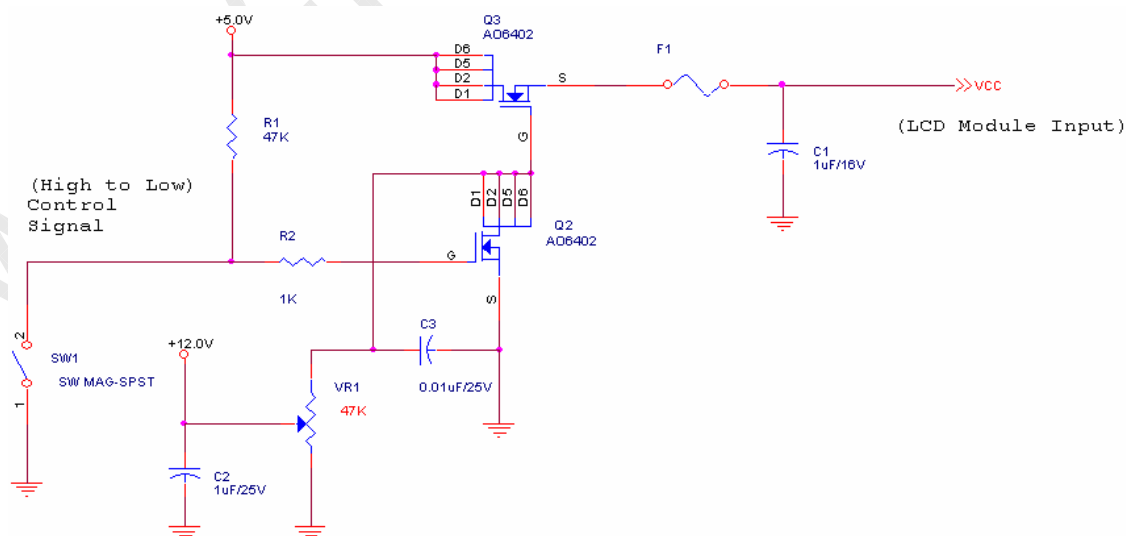 +5.0V
Q3
AO6402
D6
D5
D2
D1
S
G
F1
VCC
(LCD Module Input)
C1
1uF/16V
R1
47K
(High to Low)
Control
Signal
R2
1K
G
D1
D2
D5
D6
Q2
AO6402
S
2
1
SW1
SW MAG-SPST
+12.0V
C3
0.01uF/25V
VR1
47K
C2
1uF/25V